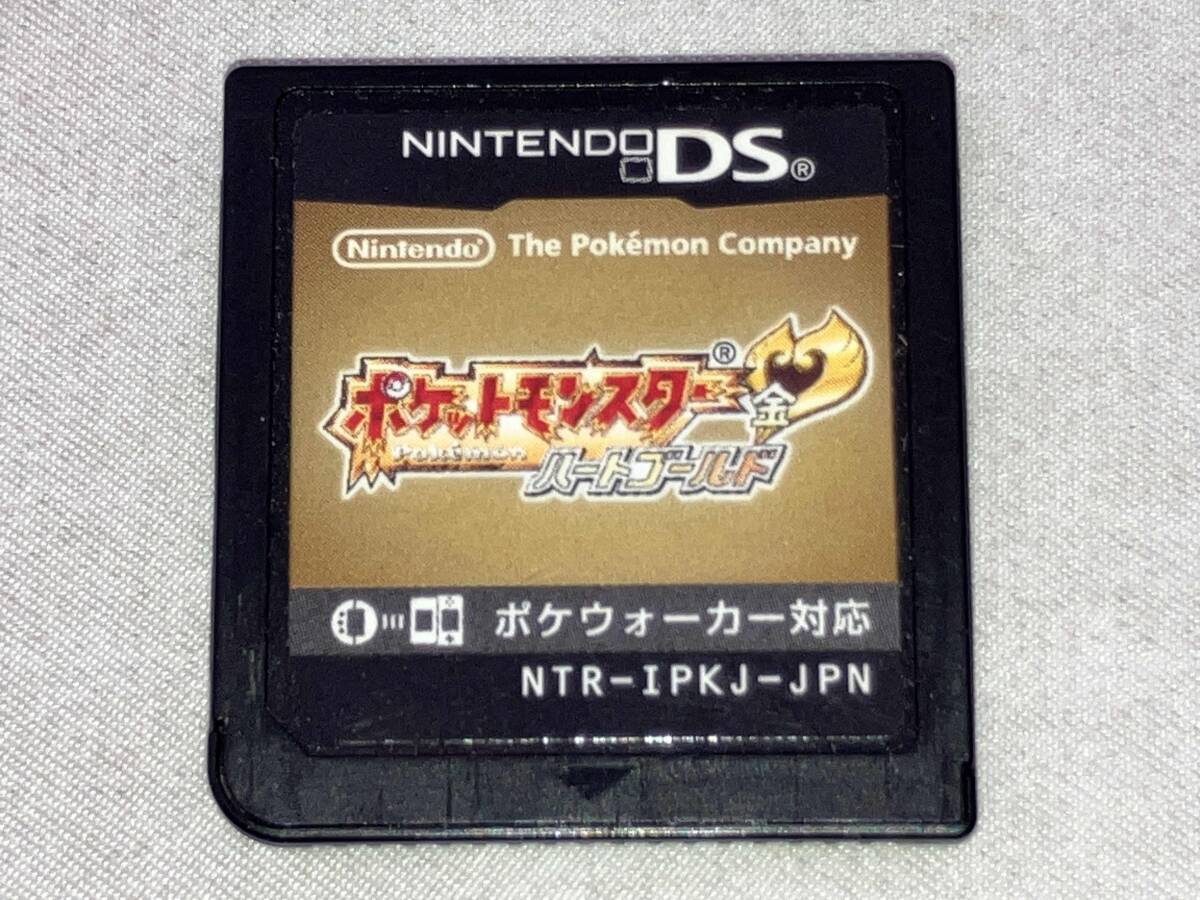 NINTENDO DS®
Nintendo® The Pokémon Company
ポケットモンスター®
金
Pokémon
ハートゴールド
ポケウォーカー対応
NTR-IPKJ-JPN